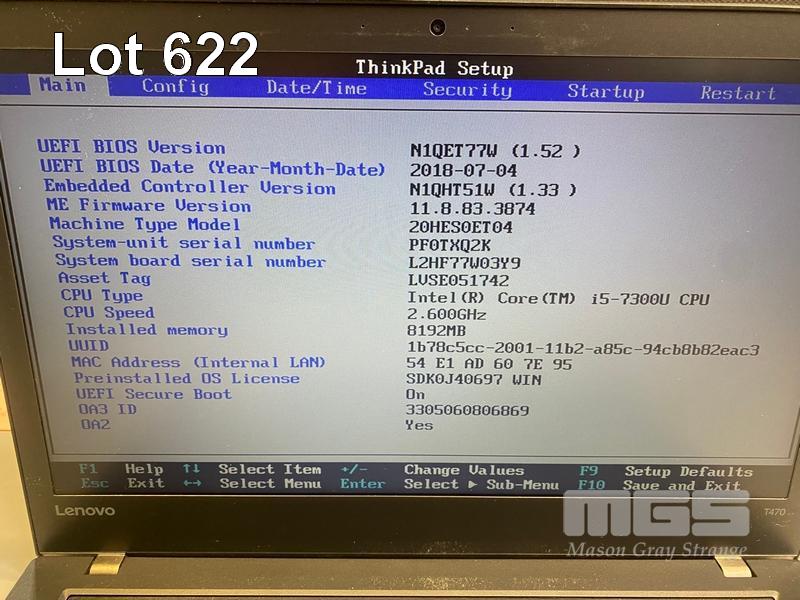 Lot 622
ThinkPad Setup
Main Config Date/Time Security Startup Restart
UEFI BIOS Version N1QET77W (1.52 )
UEFI BIOS Date (Year-Month-Date) 2018-07-04
Embedded Controller Version N1QHT51W (1.33 )
ME Firmware Version 11.8.83.3874
Machine Type Model 20HES0ET04
System-unit serial number PF0TXQ2K
System board serial number L2HF77W03Y9
Asset Tag LVSE051742
CPU Type Intel(R) Core(TM) i5-7300U CPU
CPU Speed 2.600GHz
Installed memory 8192MB
UUID 1b78c5cc-2001-11b2-a85c-94cb8b82eac3
MAC Address (Internal LAN) 54 E1 AD 60 7E 95
Preinstalled OS License SDK0J40697 WIN
UEFI Secure Boot On
OA3 ID 3305060806869
OA2 Yes
F1 Help ↑↓ Select Item +/- Change Values F9 Setup Defaults
Esc Exit ↔ Select Menu Enter Select ▶ Sub-Menu F10 Save and Exit
Lenovo T470
MGS
Mason Gray Strange